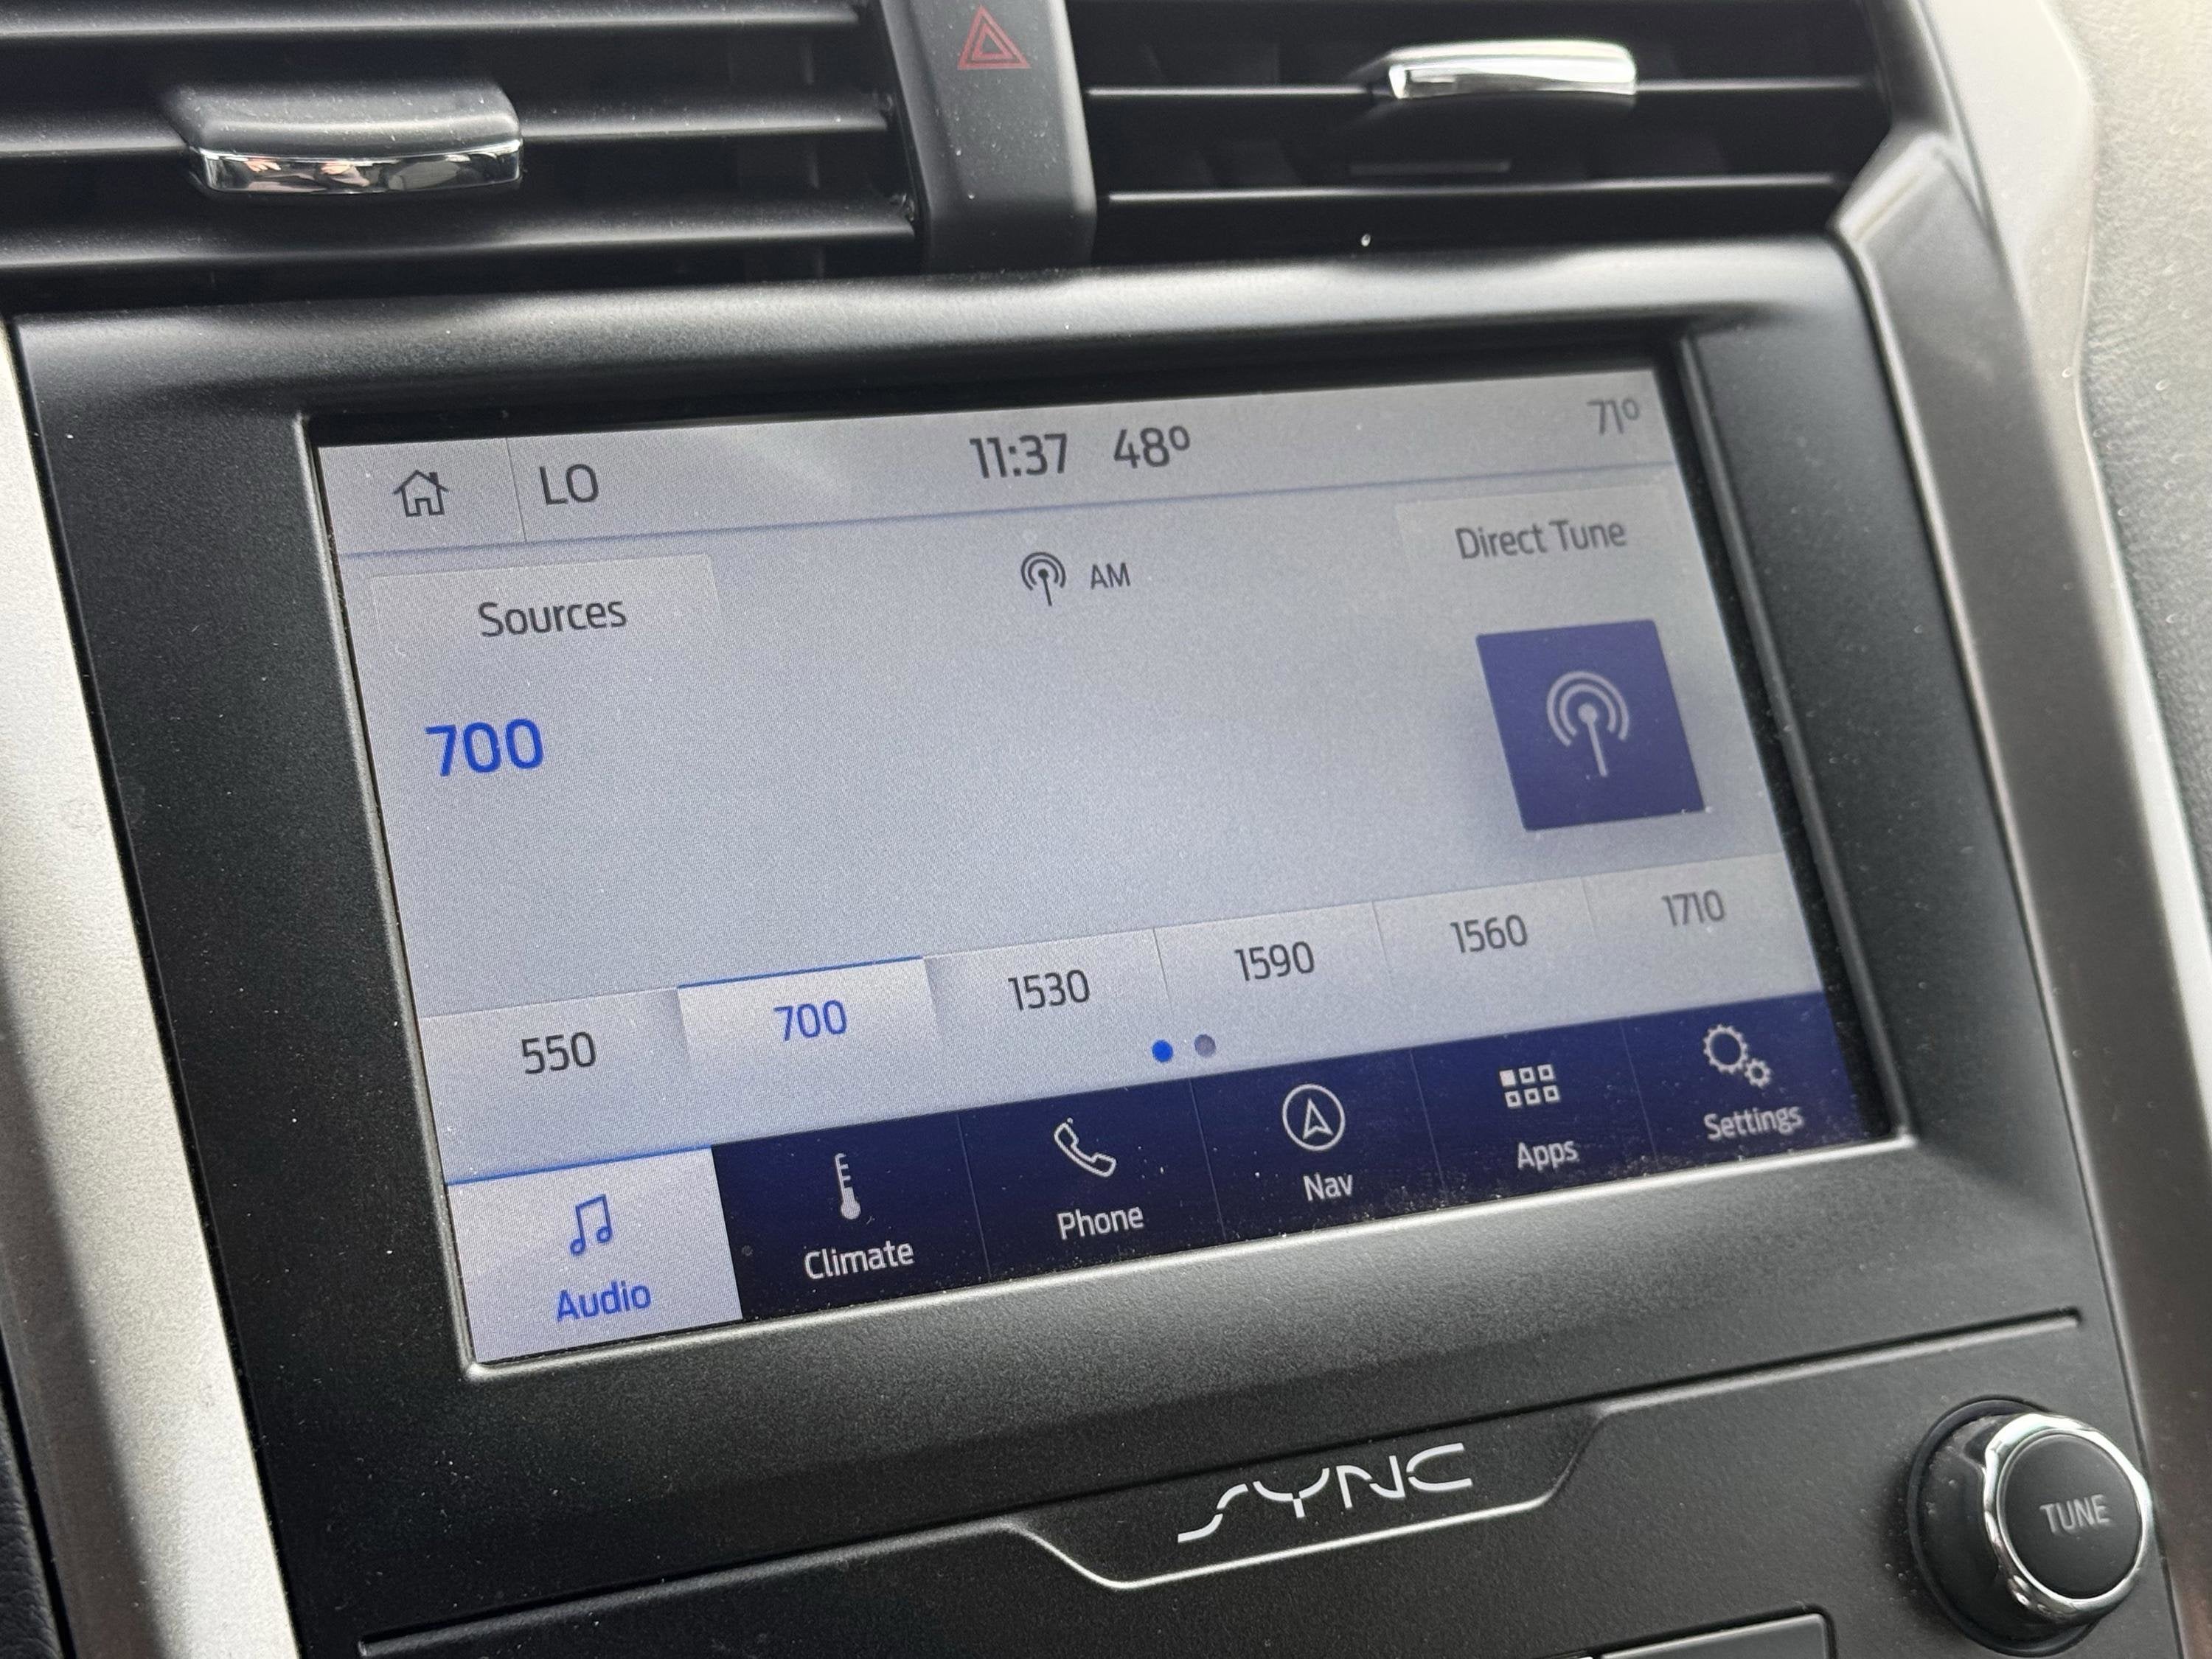 LO 11:37 48° 71°
Sources AM Direct Tune
700
550 700 1530 1590 1560 1710
Audio Climate Phone Nav Apps Settings
SYNC
TUNE